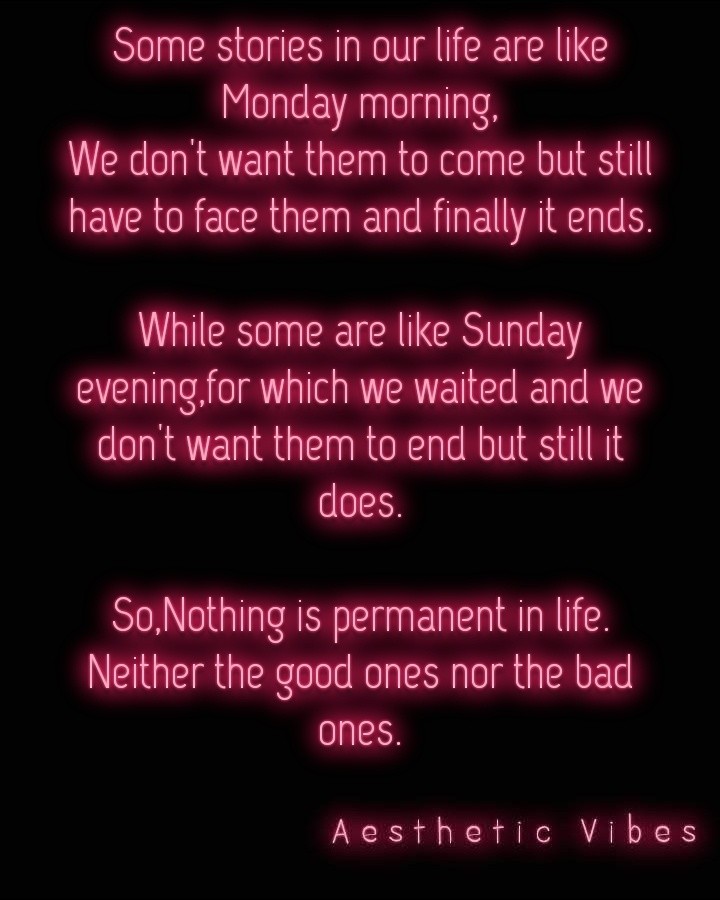 Some stories in our life are like
Monday morning,
We don't want them to come but still
have to face them and finally it ends.
While some are like Sunday
evening,for which we waited and we
don't want them to end but still it
does.
So,Nothing is permanent in life.
Neither the good ones nor the bad
ones.
Aesthetic Vibes